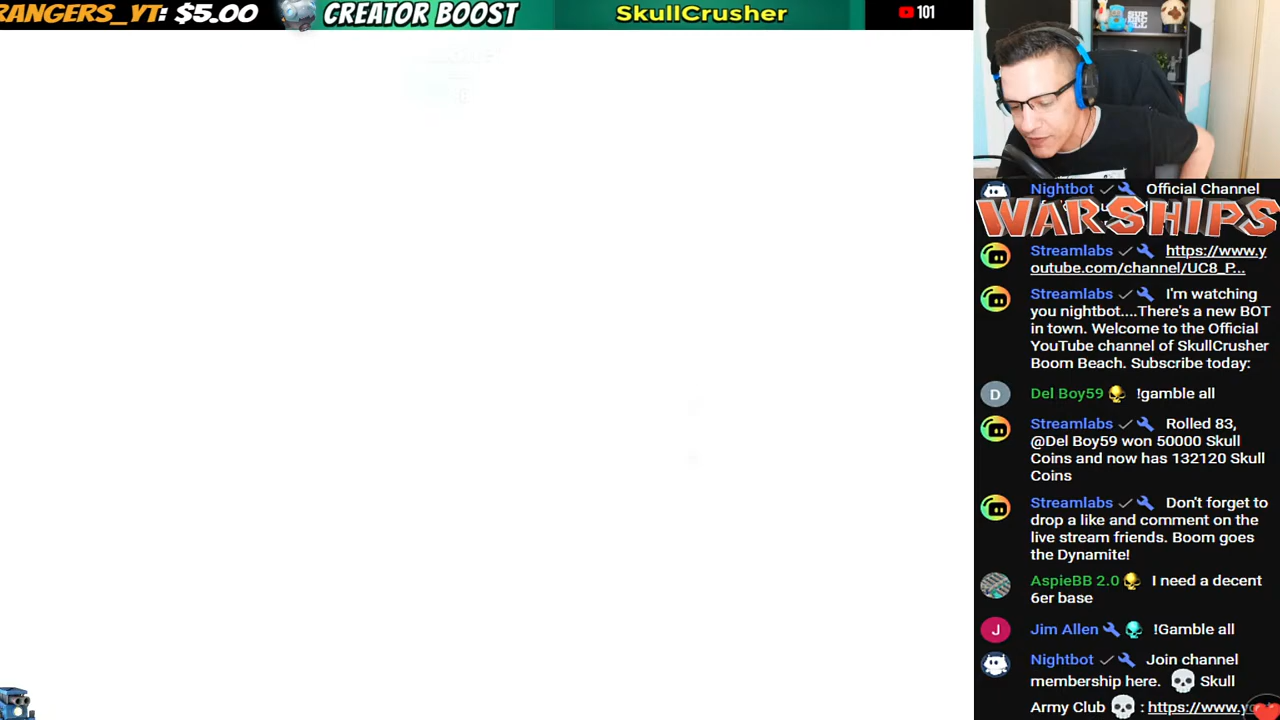 RANGERS_YT: $5.00
CREATOR BOOST
SkullCrusher
101
Nightbot Official Channel
WARSHIPS
Streamlabs https://www.y
outube.com/channel/UC8_P...
Streamlabs I'm watching
you nightbot....There's a new BOT
in town. Welcome to the Official
YouTube channel of SkullCrusher
Boom Beach. Subscribe today:
D Del Boy59 !gamble all
Streamlabs Rolled 83,
@Del Boy59 won 50000 Skull
Coins and now has 132120 Skull
Coins
Streamlabs Don't forget to
drop a like and comment on the
live stream friends. Boom goes
the Dynamite!
AspieBB 2.0 I need a decent
6er base
J Jim Allen !Gamble all
Nightbot Join channel
membership here. Skull
Army Club : https://www.y